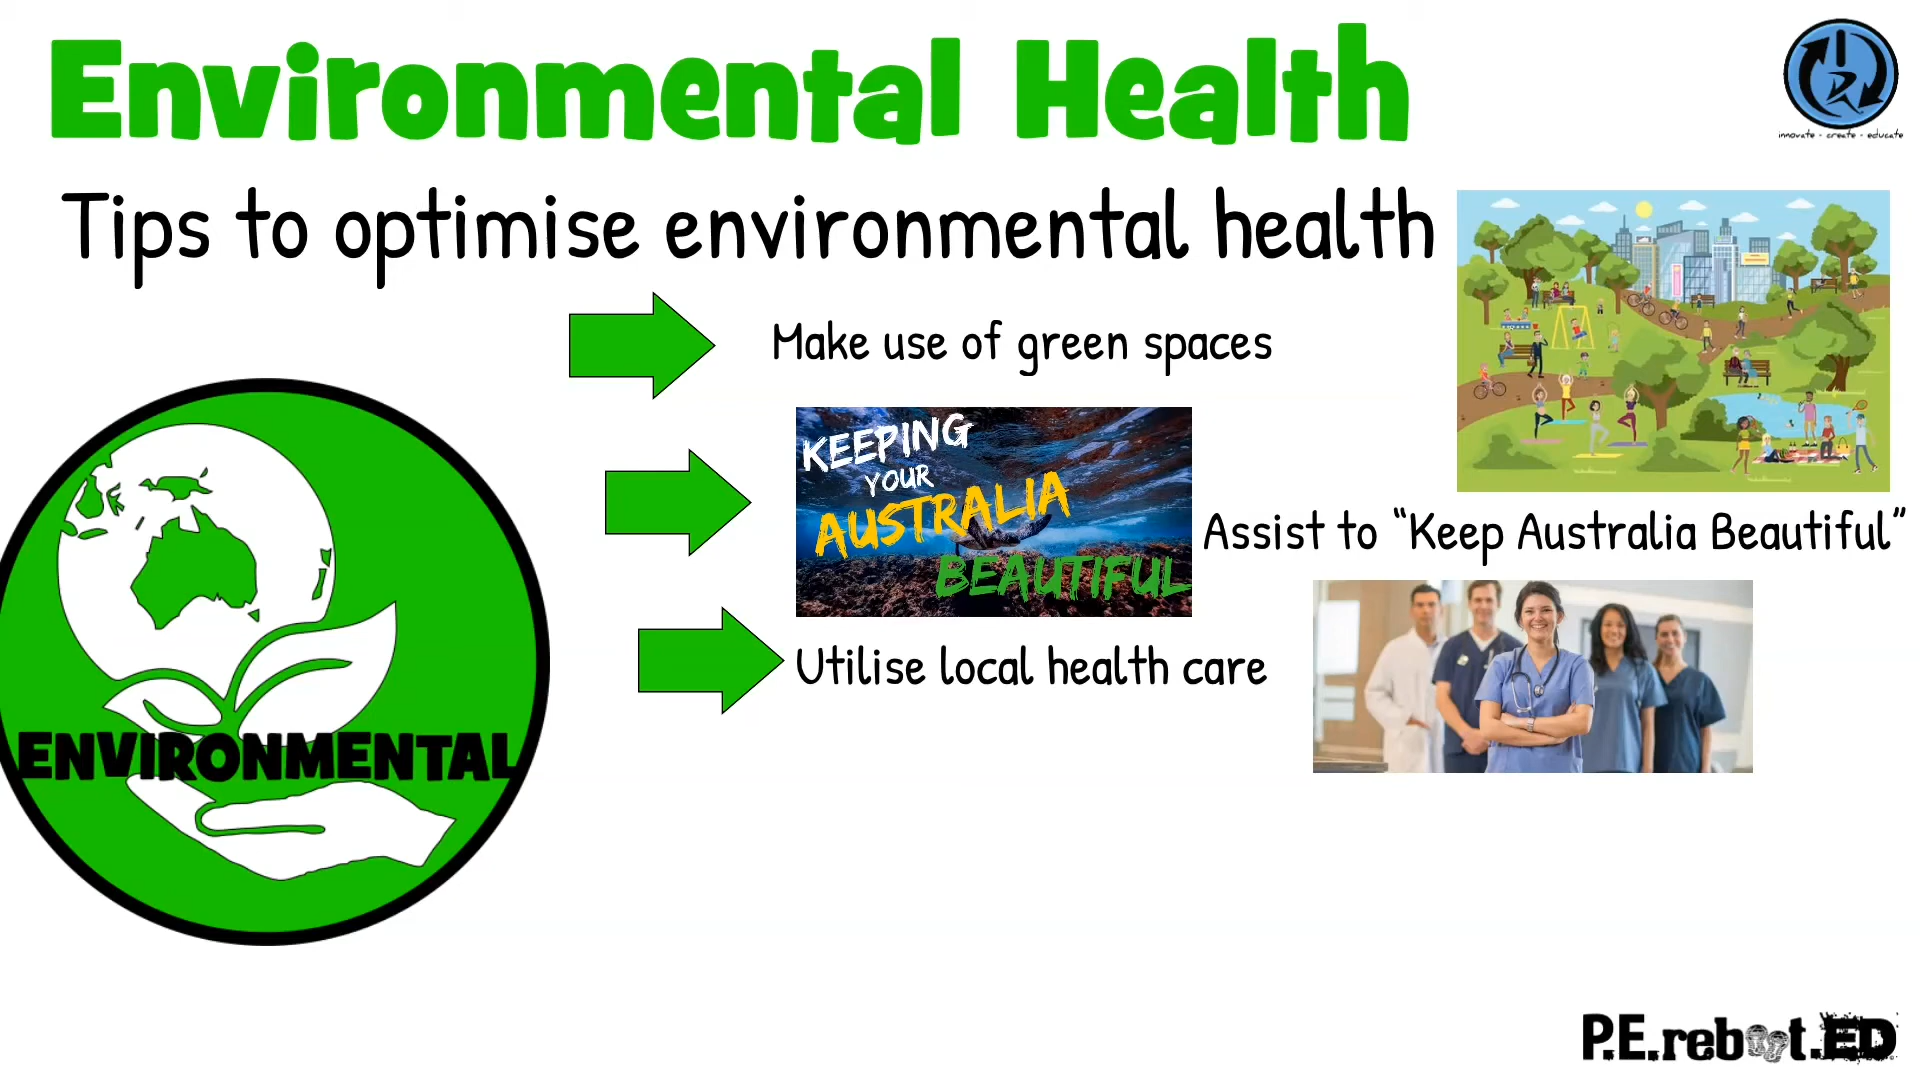 Environmental Health
innovate - create - educate
Tips to optimise environmental health
Make use of green spaces
KEEPING
YOUR
AUSTRALIA
BEAUTIFUL
Assist to “Keep Australia Beautiful”
Utilise local health care
ENVIRONMENTAL
P.E.reboot.ED